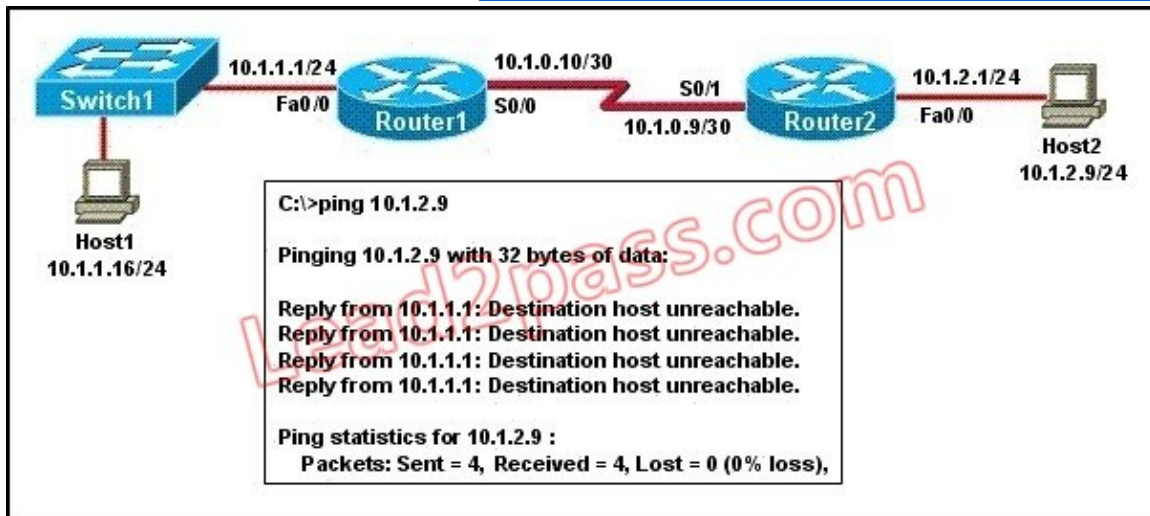 10.1.1.1/24
10.1.0.10/30
10.1.2.1/24
Switch1
Fa0/0
Router1
S0/0
S0/1
10.1.0.9/30
Router2
Fa0/0
Host2
10.1.2.9/24
Host1
10.1.1.16/24
C:\>ping 10.1.2.9
Pinging 10.1.2.9 with 32 bytes of data:
Reply from 10.1.1.1: Destination host unreachable.
Reply from 10.1.1.1: Destination host unreachable.
Reply from 10.1.1.1: Destination host unreachable.
Reply from 10.1.1.1: Destination host unreachable.
Ping statistics for 10.1.2.9 :
Packets: Sent = 4, Received = 4, Lost = 0 (0% loss),
Lead2pass.com